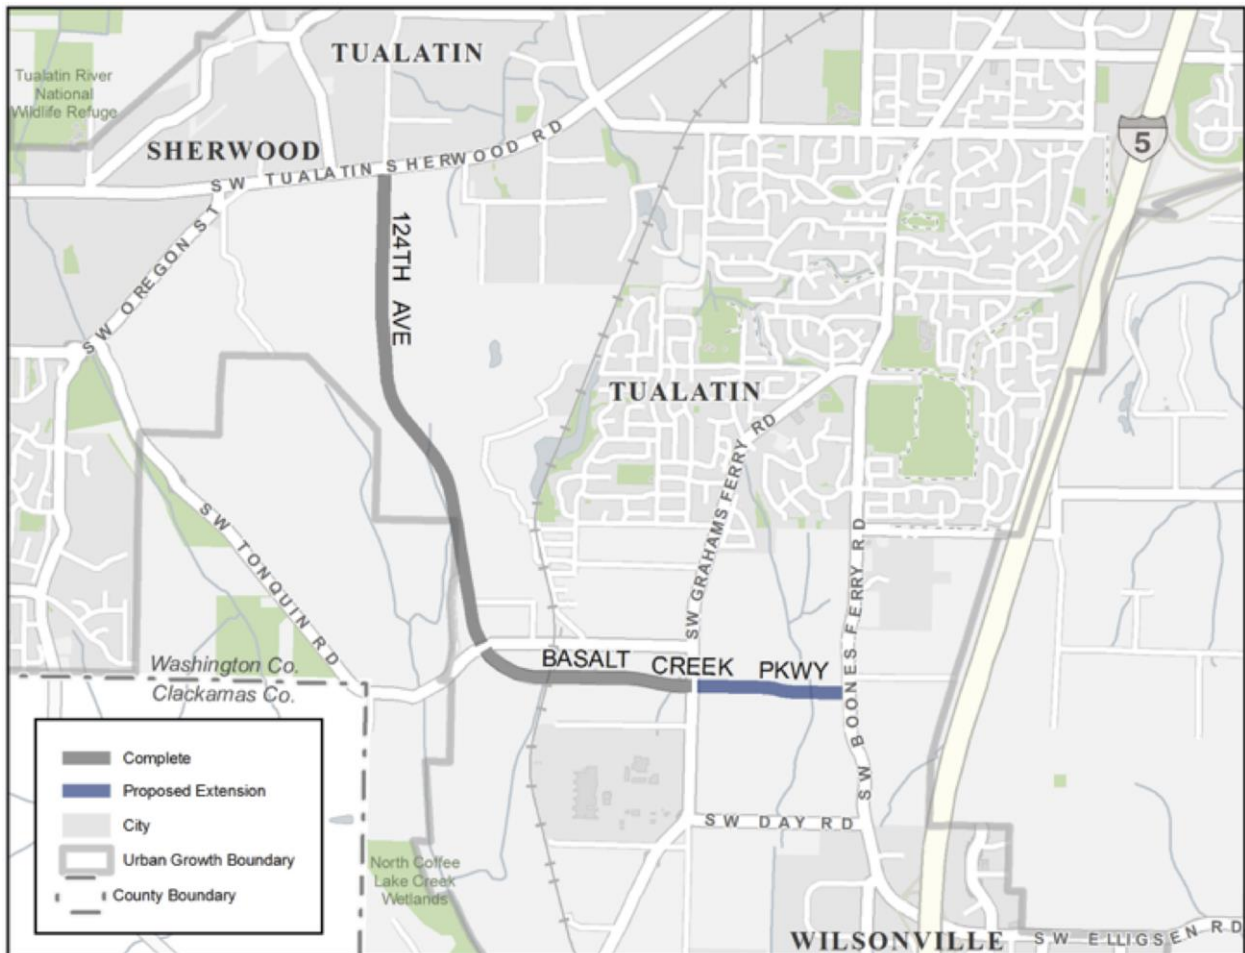 TUALATIN
Tualatin River
National
Wildlife Refuge
SHERWOOD
SW TUALATIN SHERWOOD RD
5
SW OREGON ST
124TH AVE
TUALATIN
SW GRAHAMS FERRY RD
SW TONQUIN RD
SW BOONES FERRY RD
BASALT CREEK PKWY
Washington Co.
Clackamas Co.
Complete
Proposed Extension
City
Urban Growth Boundary
County Boundary
SW DAY RD
North Coffee
Lake Creek
Wetlands
WILSONVILLE
SW ELLIGSEN RD